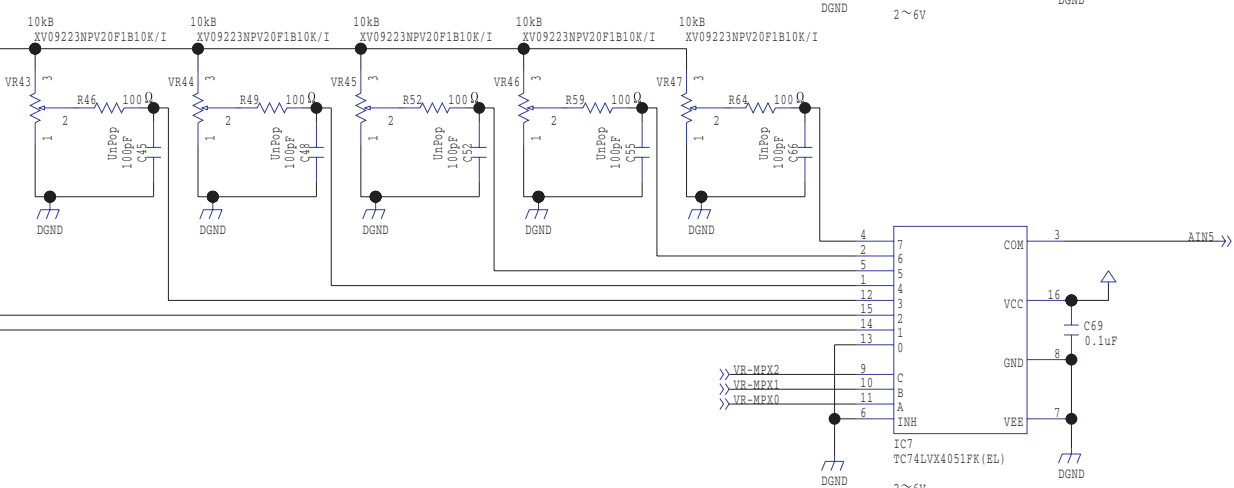 DGND
DGND
2～6V
10kB 10kB 10kB 10kB 10kB
XV09223NPV20F1B10K/I XV09223NPV20F1B10K/I XV09223NPV20F1B10K/I XV09223NPV20F1B10K/I XV09223NPV20F1B10K/I
VR43 3 VR44 3 VR45 3 VR46 3 VR47 3
R46 100Ω R49 100Ω R52 100Ω R59 100Ω R64 100Ω
2 2 2 2 2
1 1 1 1 1
UnPop UnPop UnPop UnPop UnPop
100pF 100pF 100pF 100pF 100pF
C45 C48 C52 C55 C66
DGND DGND DGND DGND DGND
4 7 COM 3 AIN5
2 6
5 5
1 4
12 3 VCC 16
15 2
14 1
13 0
C69
0.1uF
GND 8
VR-MPX2 9 C
VR-MPX1 10 B
VR-MPX0 11 A
6 INH VEE 7
IC7
TC74LVX4051FK(EL)
DGND
DGND
2～6V